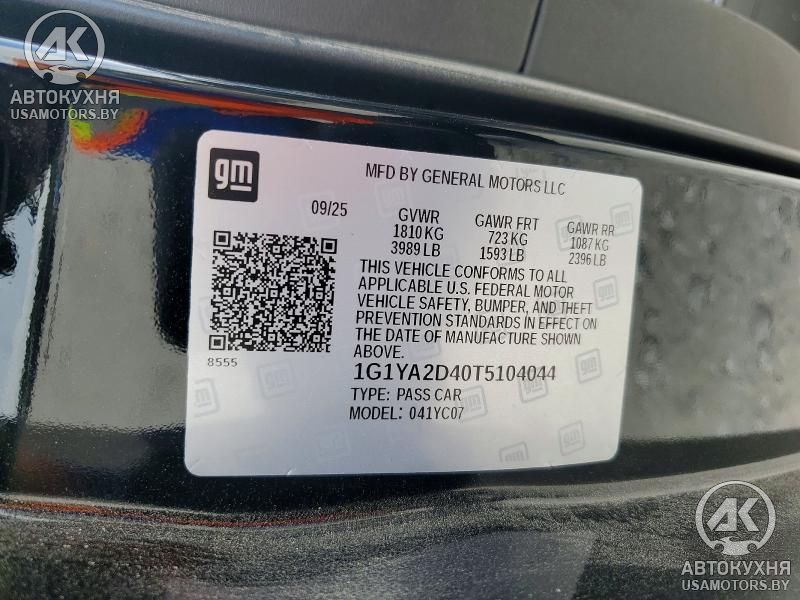 AK
АВТОКУХНЯ
USAMOTORS.BY
gm
MFD BY GENERAL MOTORS LLC
09/25
GVWR
1810 KG
3989 LB
GAWR FRT
723 KG
1593 LB
GAWR RR
1087 KG
2396 LB
THIS VEHICLE CONFORMS TO ALL
APPLICABLE U.S. FEDERAL MOTOR
VEHICLE SAFETY, BUMPER, AND THEFT
PREVENTION STANDARDS IN EFFECT ON
THE DATE OF MANUFACTURE SHOWN
ABOVE.
8555
1G1YA2D40T5104044
TYPE: PASS CAR
MODEL: 041YC07
AK
АВТОКУХНЯ
USAMOTORS.BY